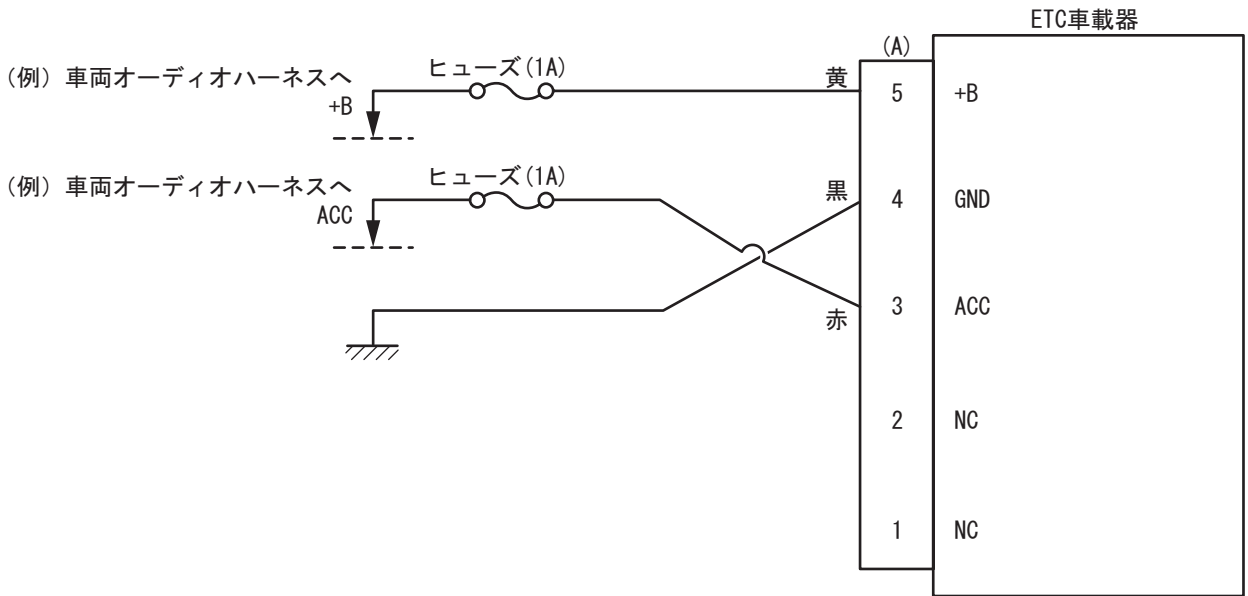 ETC車載器
(A)
(例) 車両オーディオハーネスへ
ヒューズ(1A)
黄
5
+B
+B
(例) 車両オーディオハーネスへ
ヒューズ(1A)
黒
4
GND
ACC
赤
3
ACC
2
NC
1
NC